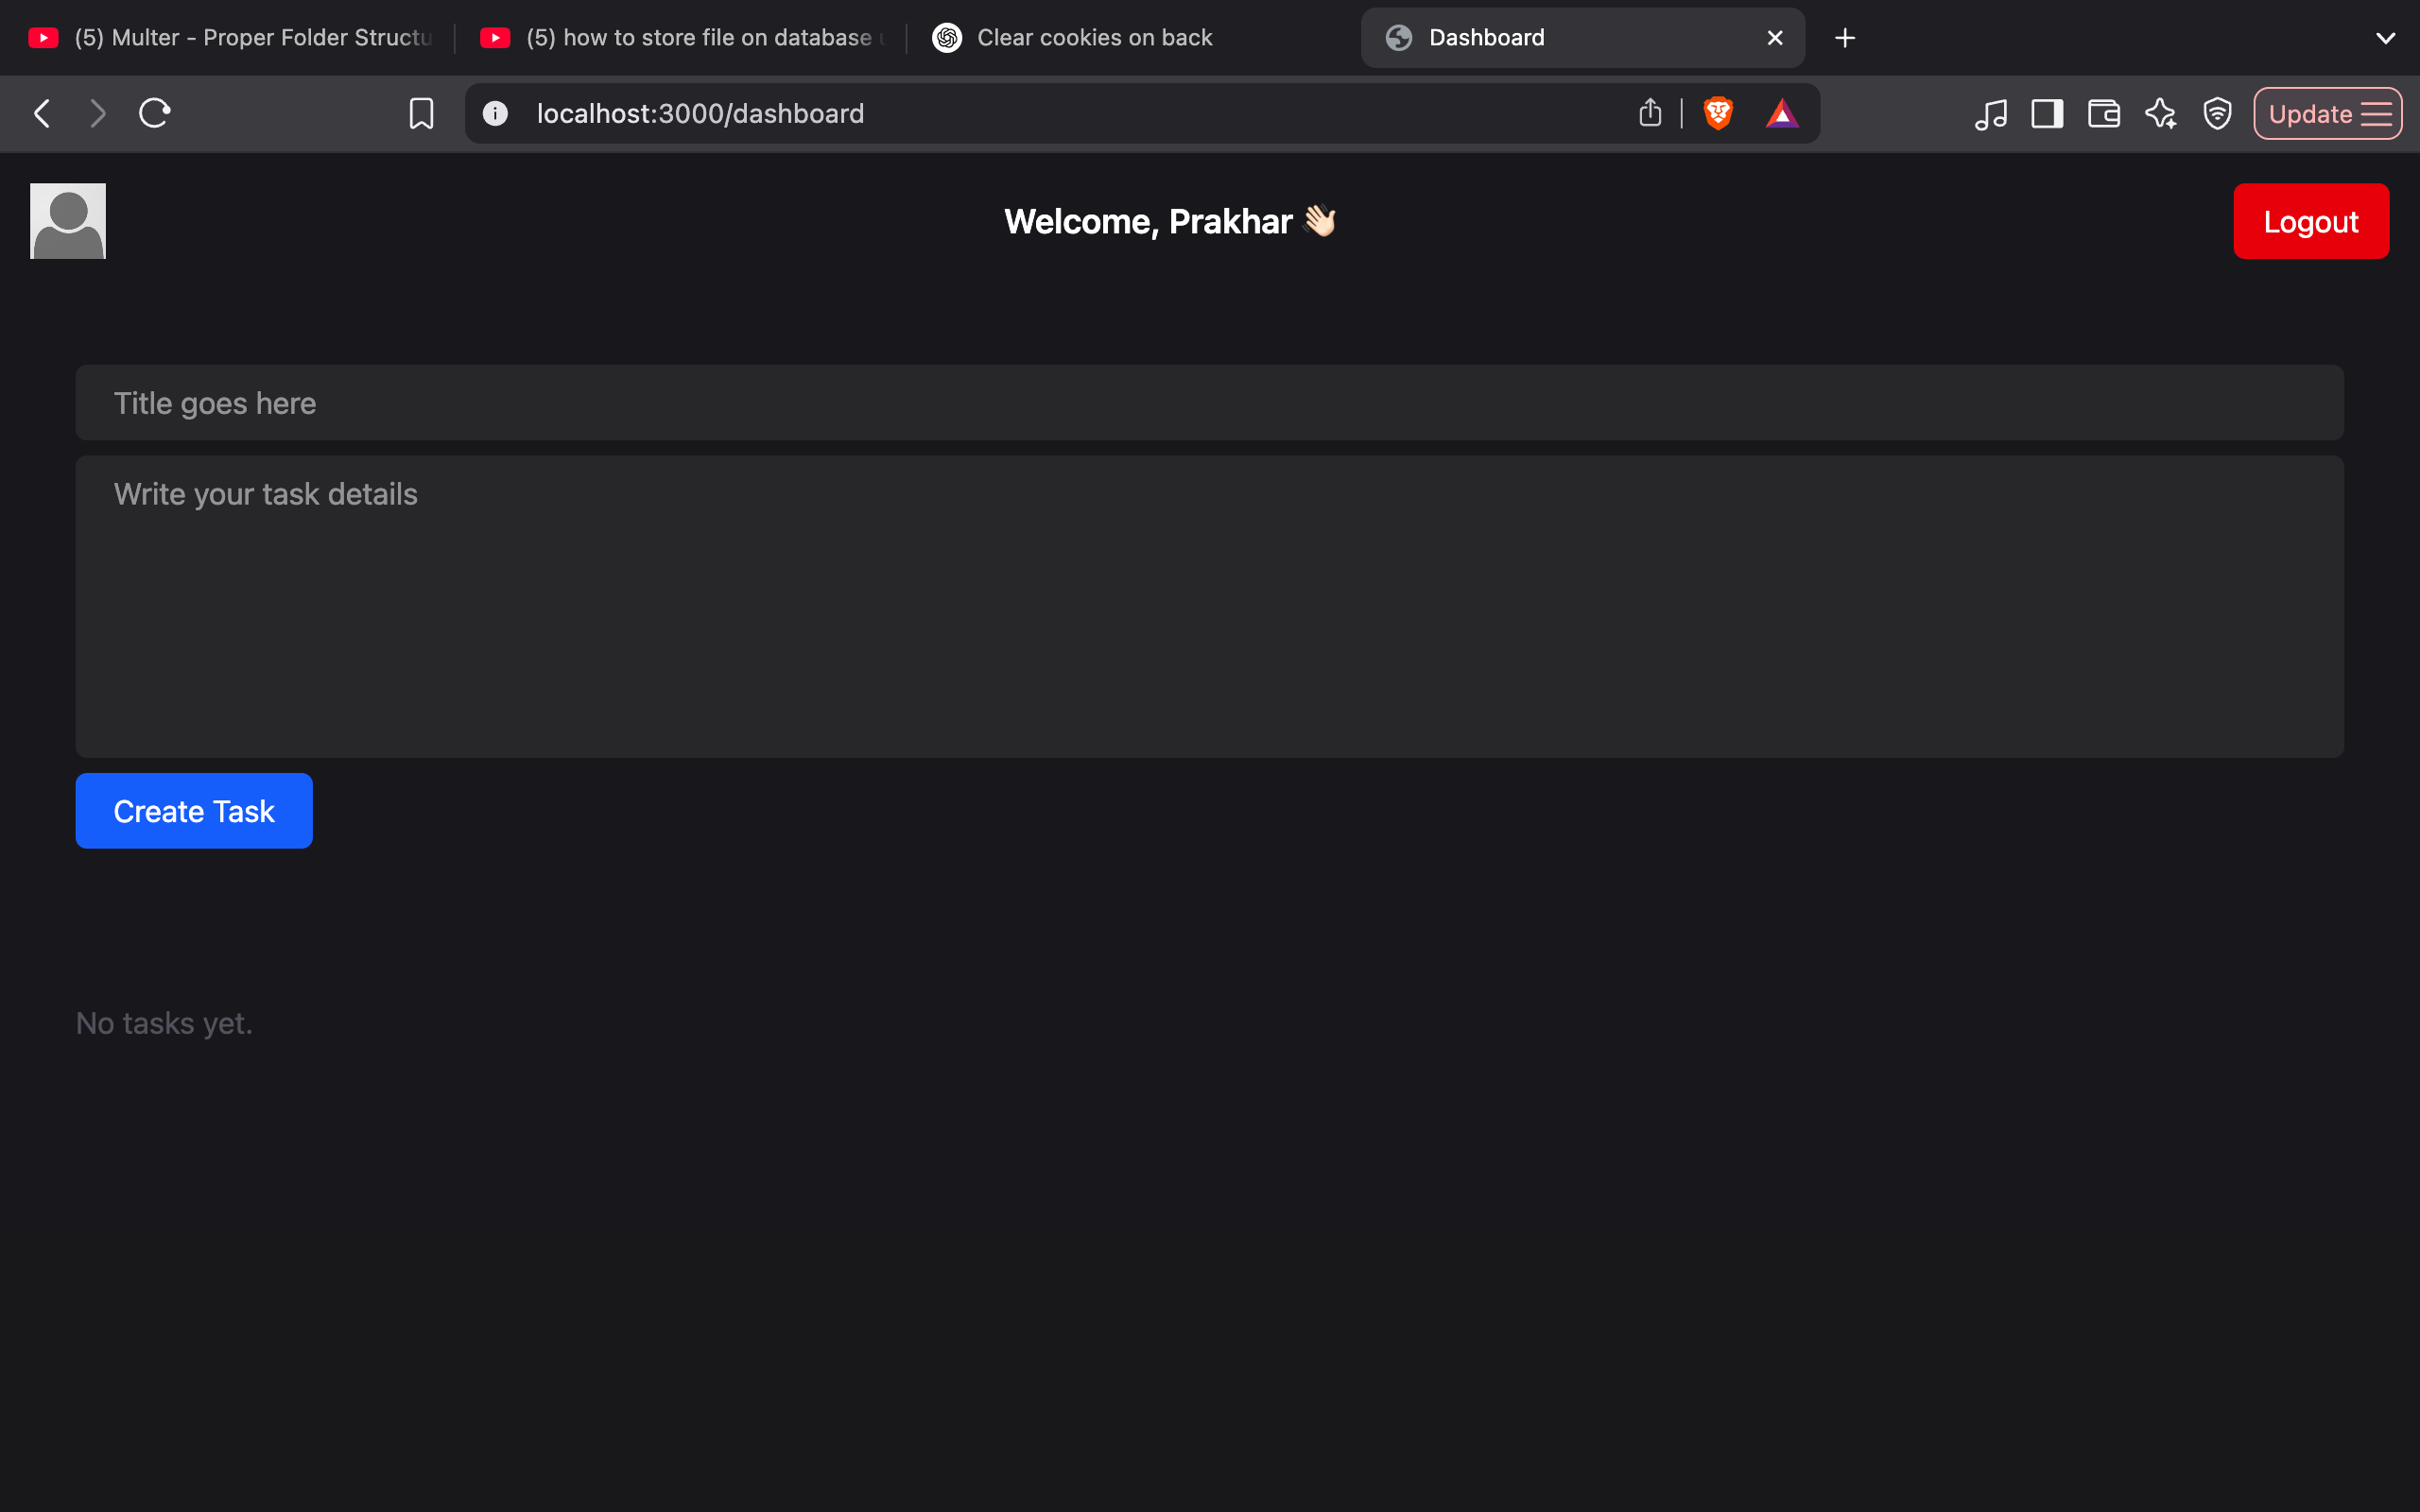 (5) Multer - Proper Folder Structu
(5) how to store file on database
Clear cookies on back
Dashboard
localhost:3000/dashboard
Update
Welcome, Prakhar 👋🏻
Logout
Title goes here
Write your task details
Create Task
No tasks yet.